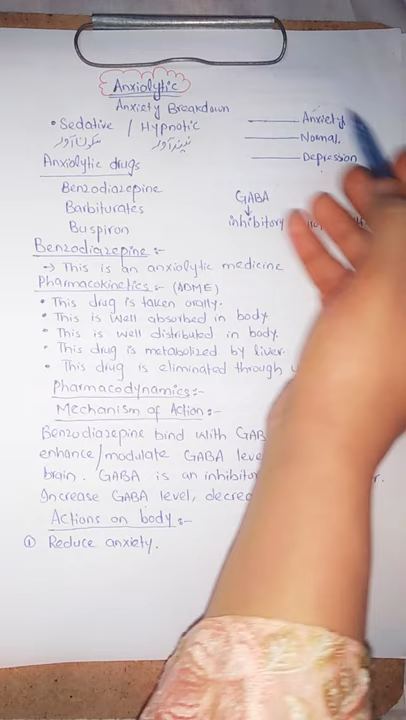 Anxiolytic
Anxiety Breakdown
• Sedative / Hypnotic
سکون آور نیند آور
Anxiety
Normal.
Depression
Anxiolytic drugs
Benzodiazepine
Barbiturates
Buspiron
GABA
↓
inhibitory
Benzodiazepine :-
→ This is an anxiolytic medicine
Pharmacokinetics :- (ADME)
• This drug is taken orally.
• This is well absorbed in body
• This is well distributed in body.
• This drug is metabolized by liver.
• This drug is eliminated through
Pharmacodynamics :-
Mechanism of Action :-
Benzodiazepine bind with GAB
enhance/modulate GABA leve
brain. GABA is an inhibitor
Increase GABA level, decrea
Actions on body :-
① Reduce anxiety.